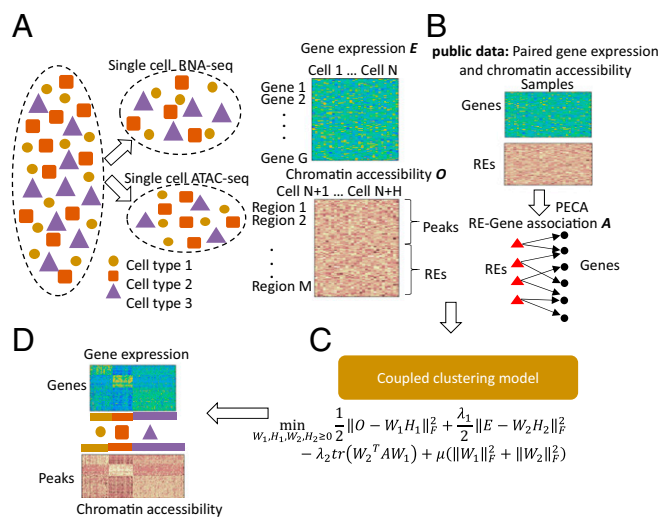 A
Single cell RNA-seq
Single cell ATAC-seq
Cell type 1
Cell type 2
Cell type 3
Gene expression E
Cell 1 ... Cell N
Gene 1
Gene 2
Gene G
Chromatin accessibility O
Cell N+1 ... Cell N+H
Region 1
Region 2
Region M
Peaks
REs
B
public data: Paired gene expression
and chromatin accessibility
Samples
Genes
REs
PECA
RE-Gene association A
REs
Genes
C
Coupled clustering model
min 1/2 ‖O − W₁H₁‖²_F + λ₁/2 ‖E − W₂H₂‖²_F
W₁,H₁,W₂,H₂≥0
− λ₂tr(W₂ᵀAW₁) + μ(‖W₁‖²_F + ‖W₂‖²_F)
D
Gene expression
Genes
Peaks
Chromatin accessibility